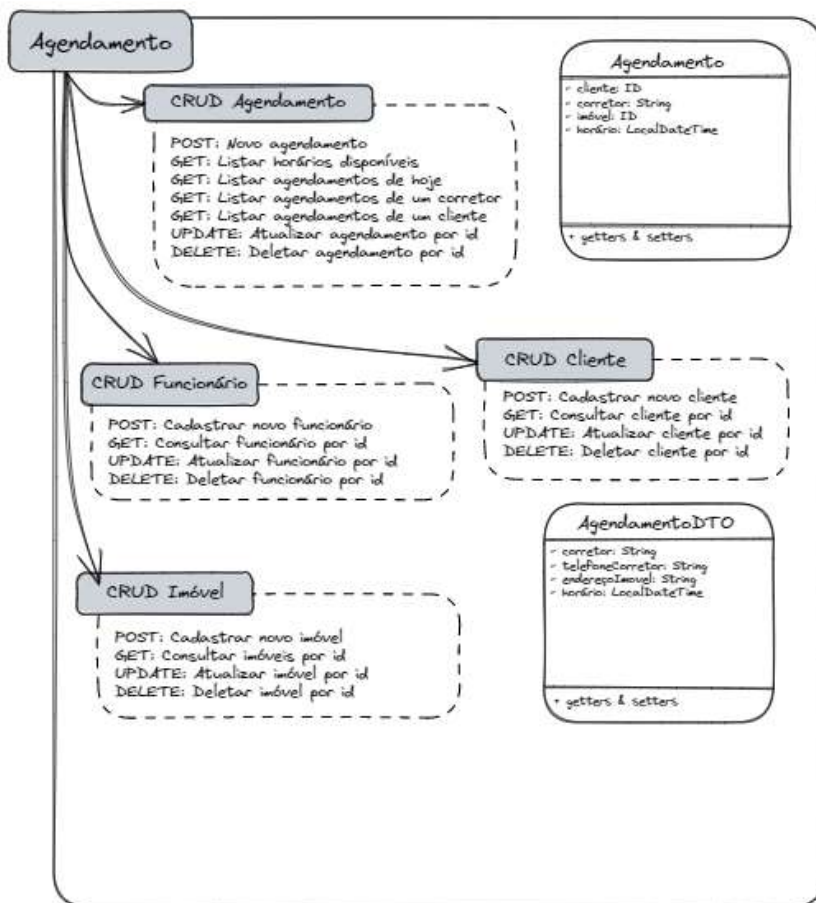 Agendamento
CRUD Agendamento
POST: Novo agendamento
GET: Listar horários disponíveis
GET: Listar agendamentos de hoje
GET: Listar agendamentos de um corretor
GET: Listar agendamentos de um cliente
UPDATE: Atualizar agendamento por id
DELETE: Deletar agendamento por id
Agendamento
- cliente: ID
- corretor: String
- imóvel: ID
- horário: LocalDateTime
+ getters & setters
CRUD Funcionário
POST: Cadastrar novo funcionário
GET: Consultar funcionário por id
UPDATE: Atualizar funcionário por id
DELETE: Deletar funcionário por id
CRUD Cliente
POST: Cadastrar novo cliente
GET: Consultar cliente por id
UPDATE: Atualizar cliente por id
DELETE: Deletar cliente por id
CRUD Imóvel
POST: Cadastrar novo imóvel
GET: Consultar imóveis por id
UPDATE: Atualizar imóvel por id
DELETE: Deletar imóvel por id
AgendamentoDTO
- corretor: String
- telefoneCorretor: String
- endereçoImovel: String
- horário: LocalDateTime
+ getters & setters